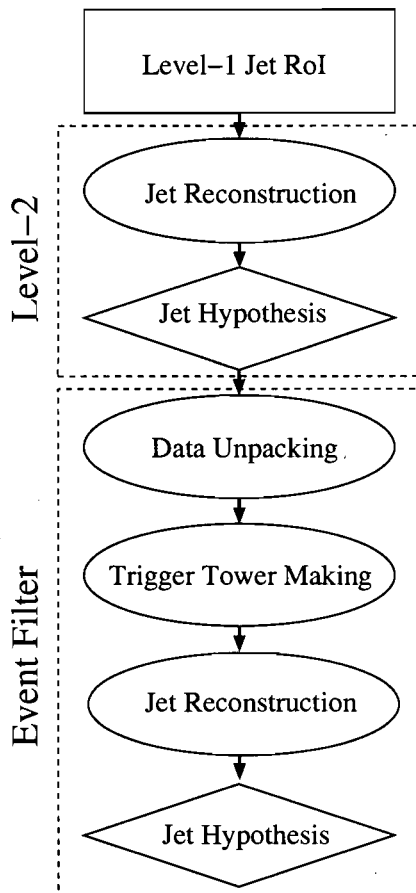 Level-1 Jet RoI
Level-2
Jet Reconstruction
Jet Hypothesis
Event Filter
Data Unpacking
Trigger Tower Making
Jet Reconstruction
Jet Hypothesis